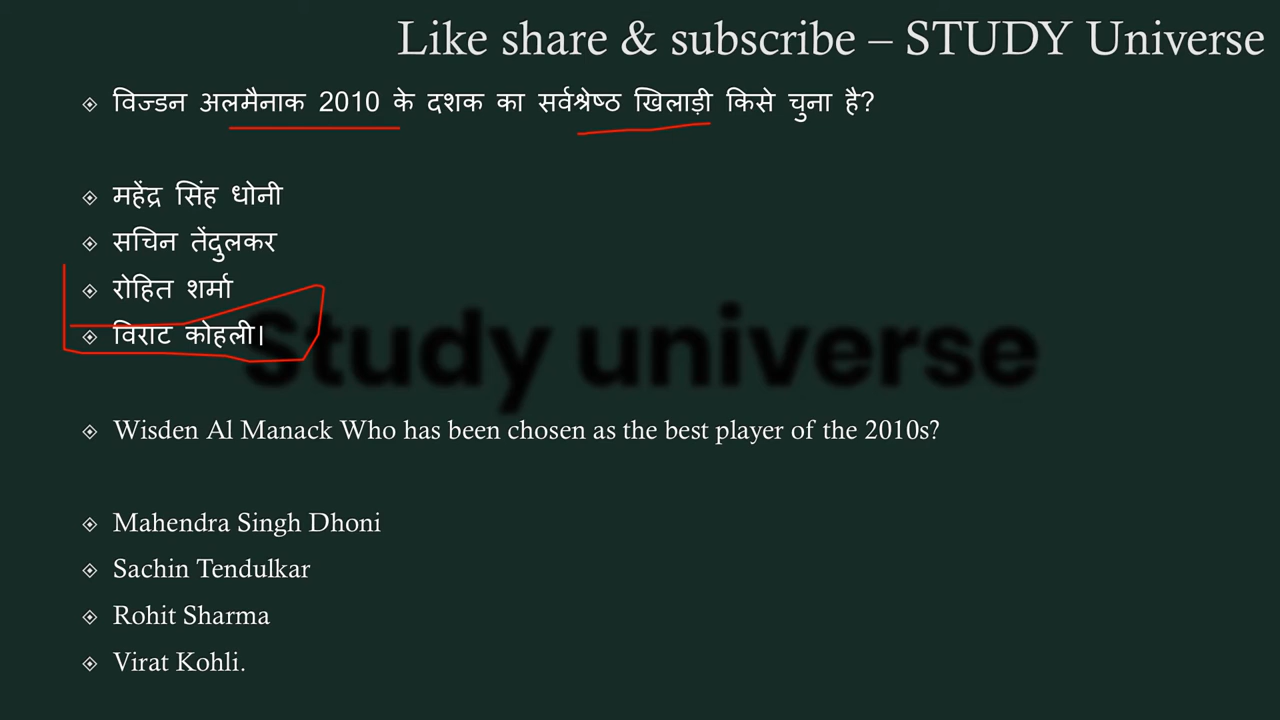 Like share & subscribe – STUDY Universe
विज्डन अलमैनाक 2010 के दशक का सर्वश्रेष्ठ खिलाड़ी किसे चुना है?
महेंद्र सिंह धोनी
सचिन तेंदुलकर
रोहित शर्मा
विराट कोहली।
Study universe
Wisden Al Manack Who has been chosen as the best player of the 2010s?
Mahendra Singh Dhoni
Sachin Tendulkar
Rohit Sharma
Virat Kohli.